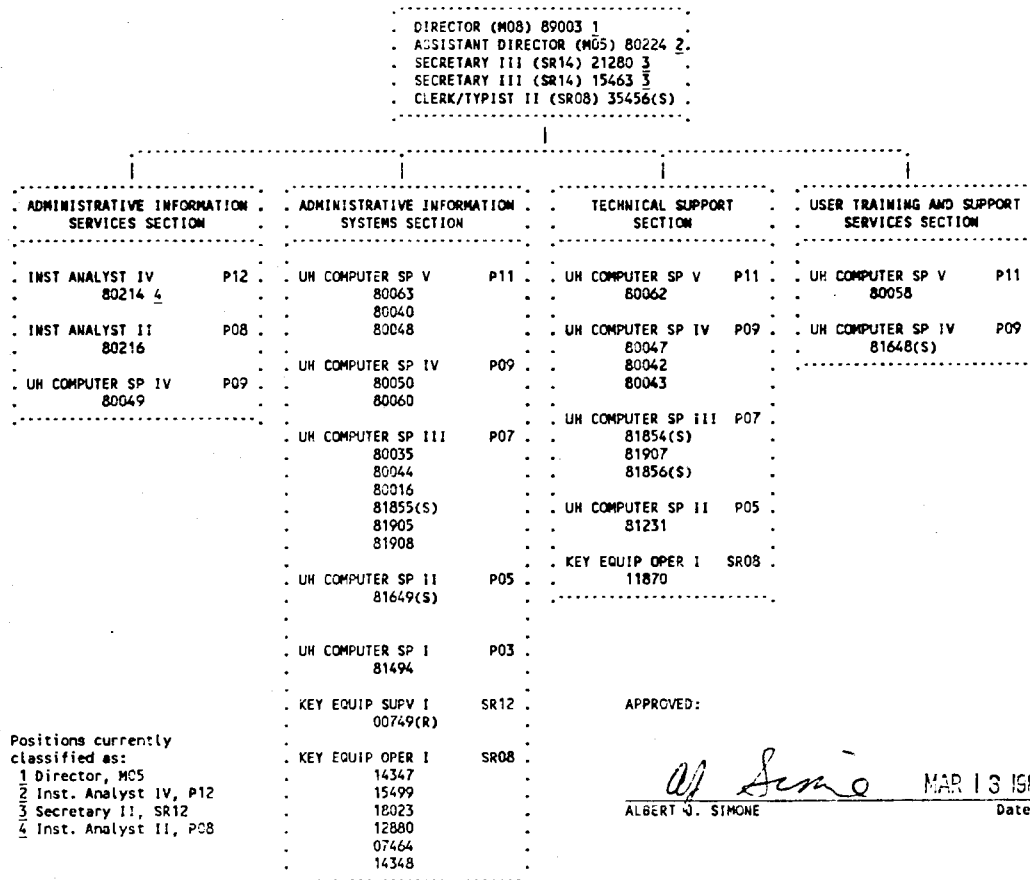 DIRECTOR (M08) 89003 1
ASSISTANT DIRECTOR (M05) 80224 2
SECRETARY III (SR14) 21280 3
SECRETARY III (SR14) 15463 3
CLERK/TYPIST II (SR08) 35456(S)
ADMINISTRATIVE INFORMATION
SERVICES SECTION
INST ANALYST IV P12
80214 4
INST ANALYST II P08
80216
UH COMPUTER SP IV P09
80049
ADMINISTRATIVE INFORMATION
SYSTEMS SECTION
UH COMPUTER SP V P11
80063
80040
80048
UH COMPUTER SP IV P09
80050
80060
UH COMPUTER SP III P07
80035
80044
80016
81855(S)
81905
81908
UH COMPUTER SP II P05
81649(S)
UH COMPUTER SP I P03
81494
KEY EQUIP SUPV I SR12
00749(R)
KEY EQUIP OPER I SR08
14347
15499
18023
12880
07464
14348
TECHNICAL SUPPORT
SECTION
UH COMPUTER SP V P11
80062
UH COMPUTER SP IV P09
80047
80042
80043
UH COMPUTER SP III P07
81854(S)
81907
81856(S)
UH COMPUTER SP II P05
81231
KEY EQUIP OPER I SR08
11870
USER TRAINING AND SUPPORT
SERVICES SECTION
UH COMPUTER SP V P11
80058
UH COMPUTER SP IV P09
81648(S)
Positions currently
classified as:
1 Director, M05
2 Inst. Analyst IV, P12
3 Secretary II, SR12
4 Inst. Analyst II, P08
APPROVED:
MAR 13
ALBERT J. SIMONE Date